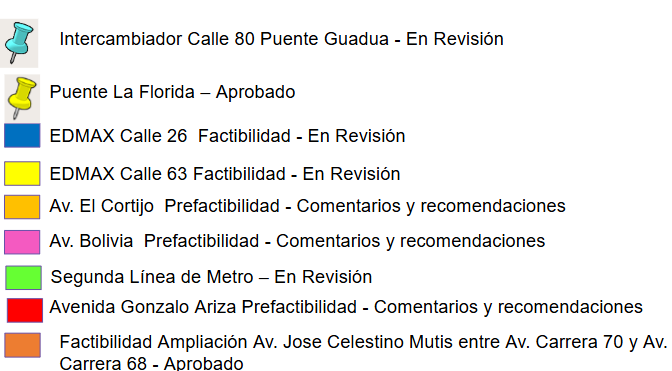 Intercambiador Calle 80 Puente Guadua - En Revisión
Puente La Florida – Aprobado
EDMAX Calle 26 Factibilidad - En Revisión
EDMAX Calle 63 Factibilidad - En Revisión
Av. El Cortijo Prefactibilidad - Comentarios y recomendaciones
Av. Bolivia Prefactibilidad - Comentarios y recomendaciones
Segunda Línea de Metro – En Revisión
Avenida Gonzalo Ariza Prefactibilidad - Comentarios y recomendaciones
Factibilidad Ampliación Av. Jose Celestino Mutis entre Av. Carrera 70 y Av.
Carrera 68 - Aprobado